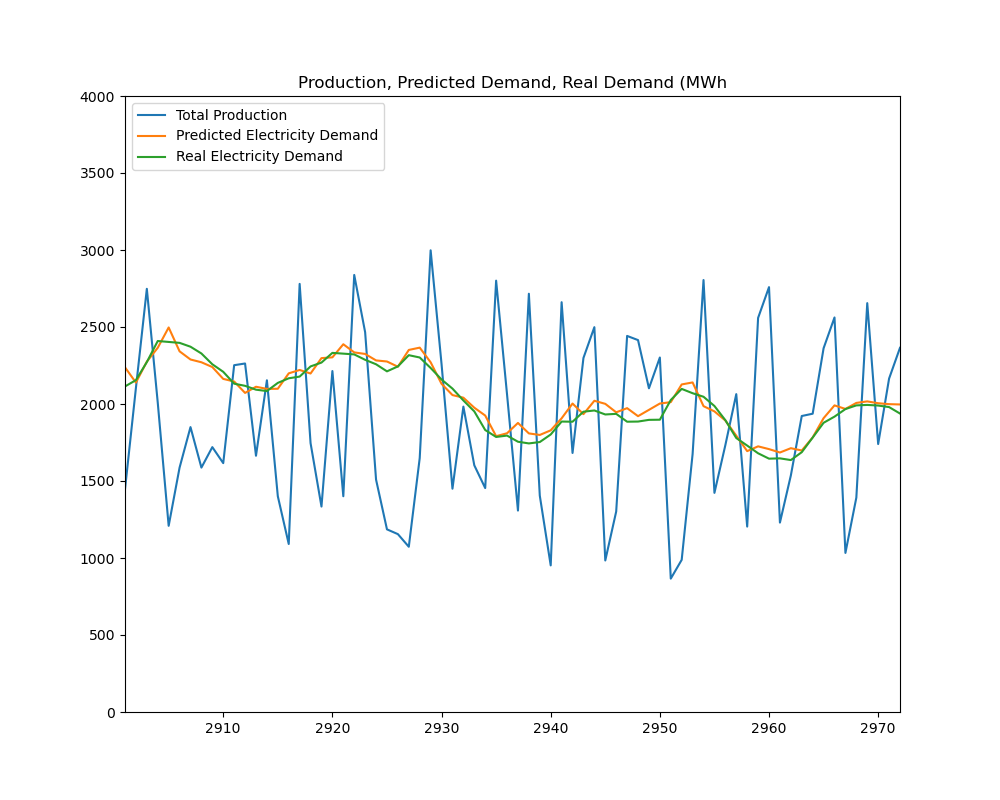 Production, Predicted Demand, Real Demand (MWh
4000
Total Production
Predicted Electricity Demand
Real Electricity Demand
3500
3000
2500
2000
1500
1000
500
0
2910 2920 2930 2940 2950 2960 2970